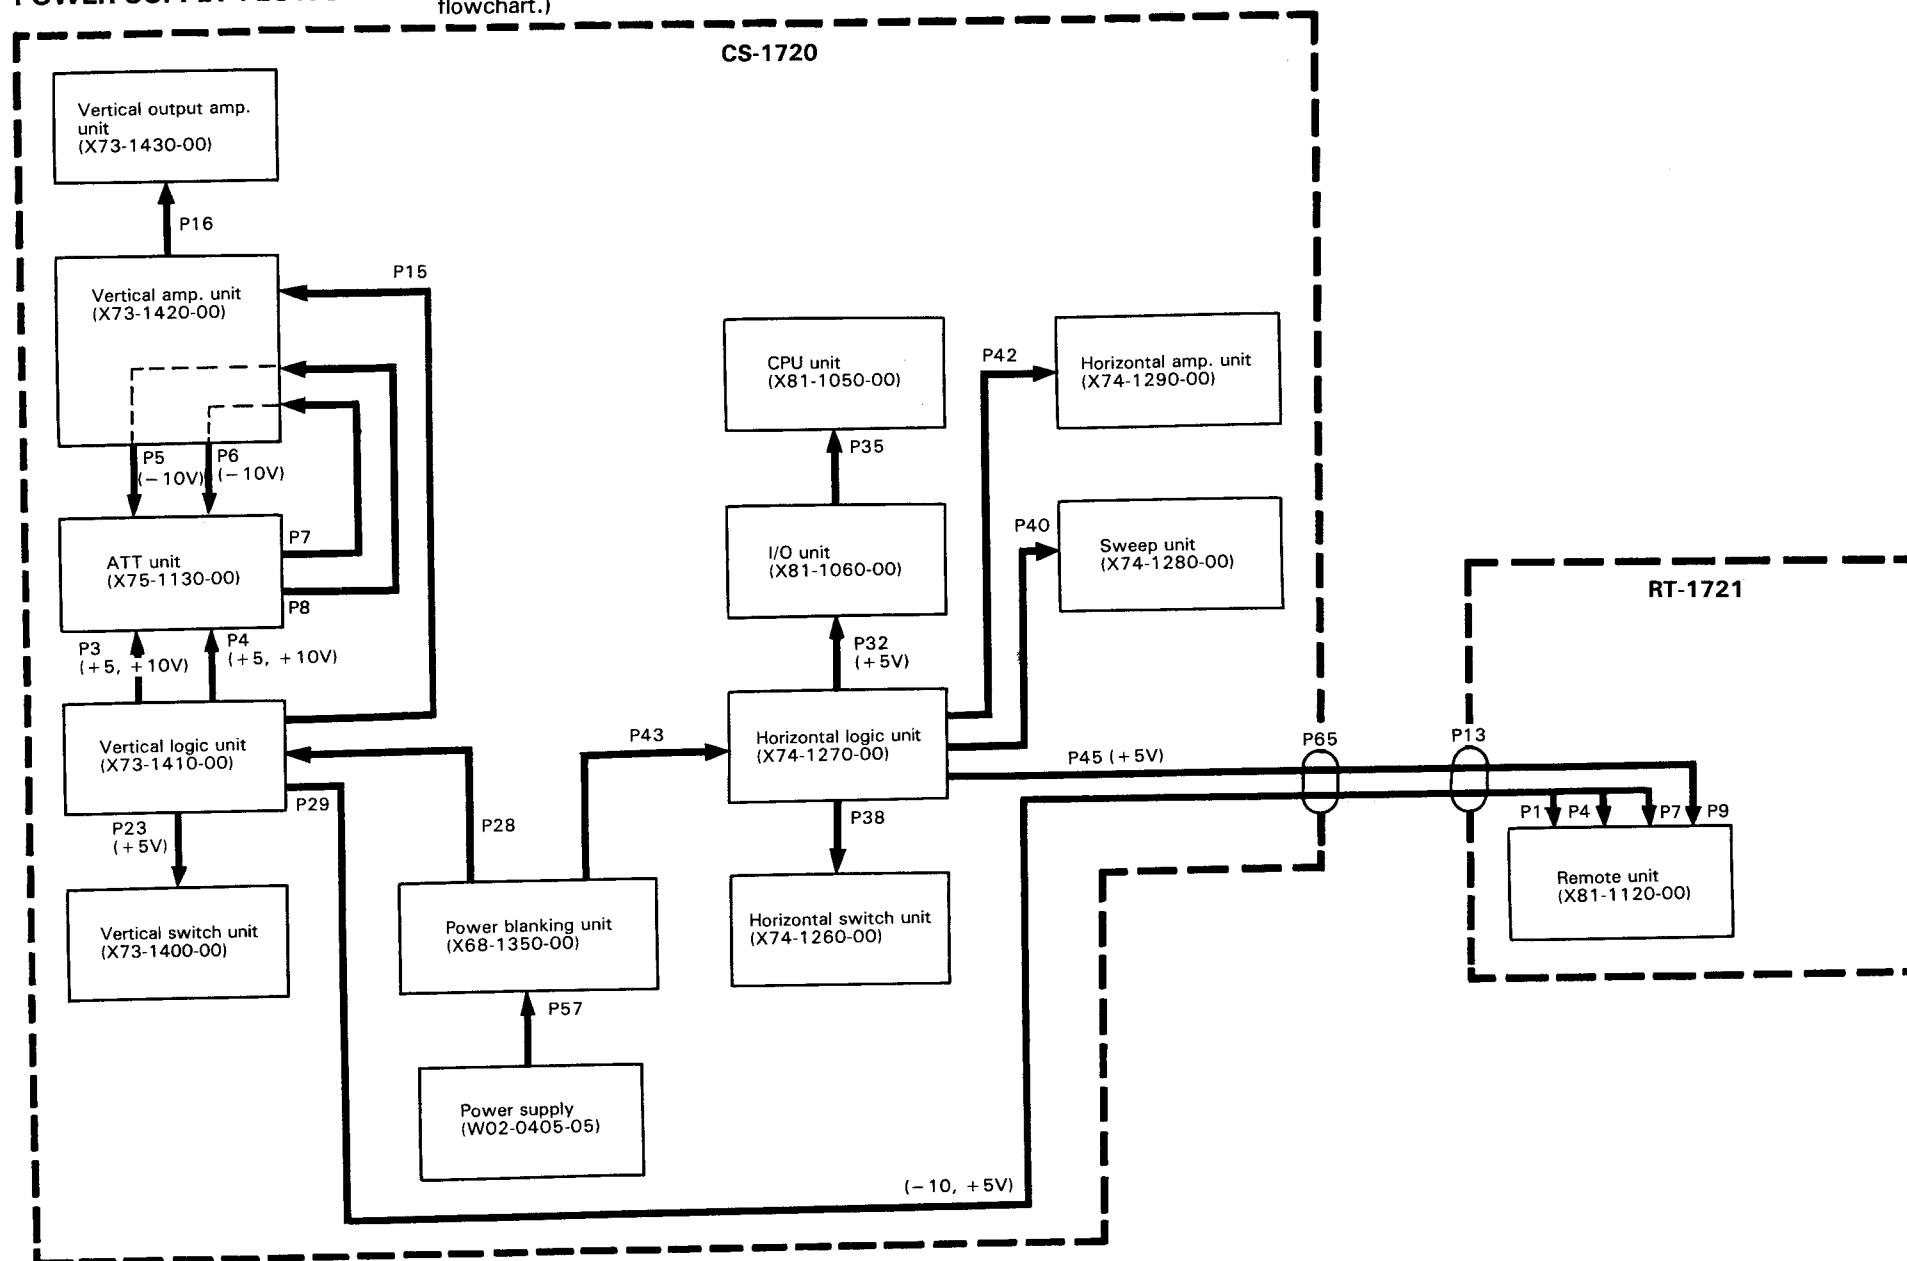 flowchart.)
CS-1720
Vertical output amp.
unit
(X73-1430-00)
P16
Vertical amp. unit
(X73-1420-00)
P15
P5
(-10V)
P6
(-10V)
ATT unit
(X75-1130-00)
P7
P8
P3
(+5, +10V)
P4
(+5, +10V)
Vertical logic unit
(X73-1410-00)
P29
P23
(+5V)
Vertical switch unit
(X73-1400-00)
P28
P43
Power blanking unit
(X68-1350-00)
P57
Power supply
(W02-0405-05)
CPU unit
(X81-1050-00)
P35
I/O unit
(X81-1060-00)
P32
(+5V)
Horizontal logic unit
(X74-1270-00)
P38
Horizontal switch unit
(X74-1260-00)
P42
Horizontal amp. unit
(X74-1290-00)
P40
Sweep unit
(X74-1280-00)
P45 (+5V)
(-10, +5V)
P65
P13
RT-1721
P1
P4
P7
P9
Remote unit
(X81-1120-00)